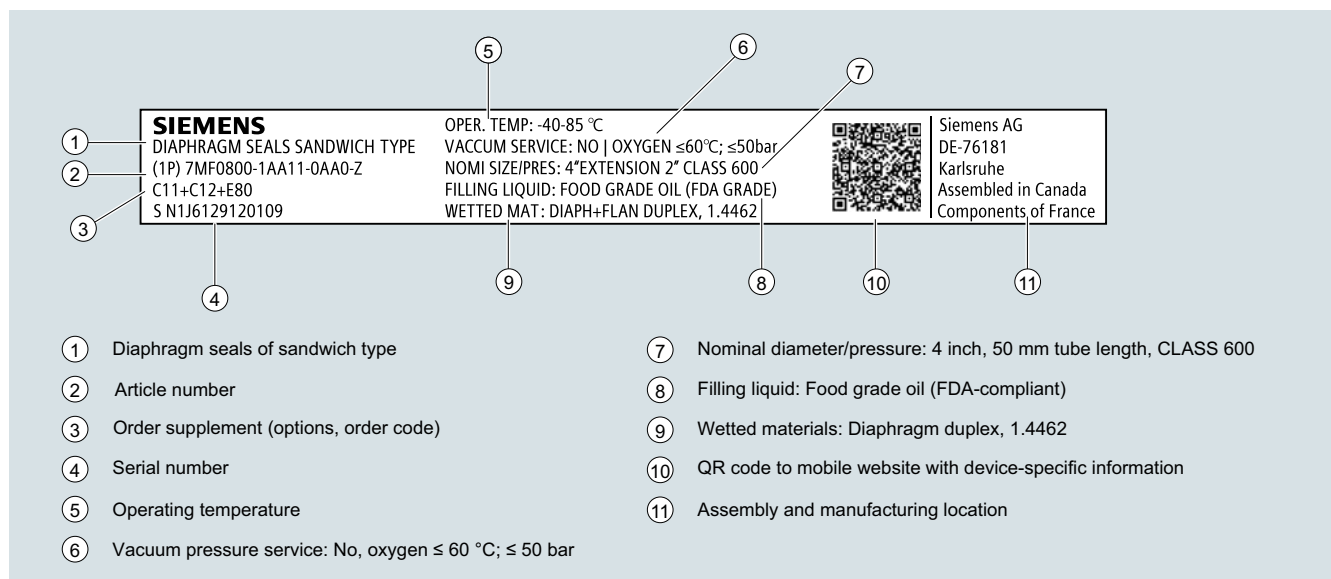 5
6
7
1
2
3
SIEMENS
DIAPHRAGM SEALS SANDWICH TYPE
(1P) 7MF0800-1AA11-0AA0-Z
C11+C12+E80
S N1J6129120109
OPER. TEMP: -40-85 °C
VACCUM SERVICE: NO | OXYGEN ≤60°C; ≤50bar
NOMI SIZE/PRES: 4"EXTENSION 2" CLASS 600
FILLING LIQUID: FOOD GRADE OIL (FDA GRADE)
WETTED MAT: DIAPH+FLAN DUPLEX, 1.4462
Siemens AG
DE-76181
Karlsruhe
Assembled in Canada
Components of France
4
9
8
10
11
1 Diaphragm seals of sandwich type
2 Article number
3 Order supplement (options, order code)
4 Serial number
5 Operating temperature
6 Vacuum pressure service: No, oxygen ≤ 60 °C; ≤ 50 bar
7 Nominal diameter/pressure: 4 inch, 50 mm tube length, CLASS 600
8 Filling liquid: Food grade oil (FDA-compliant)
9 Wetted materials: Diaphragm duplex, 1.4462
10 QR code to mobile website with device-specific information
11 Assembly and manufacturing location